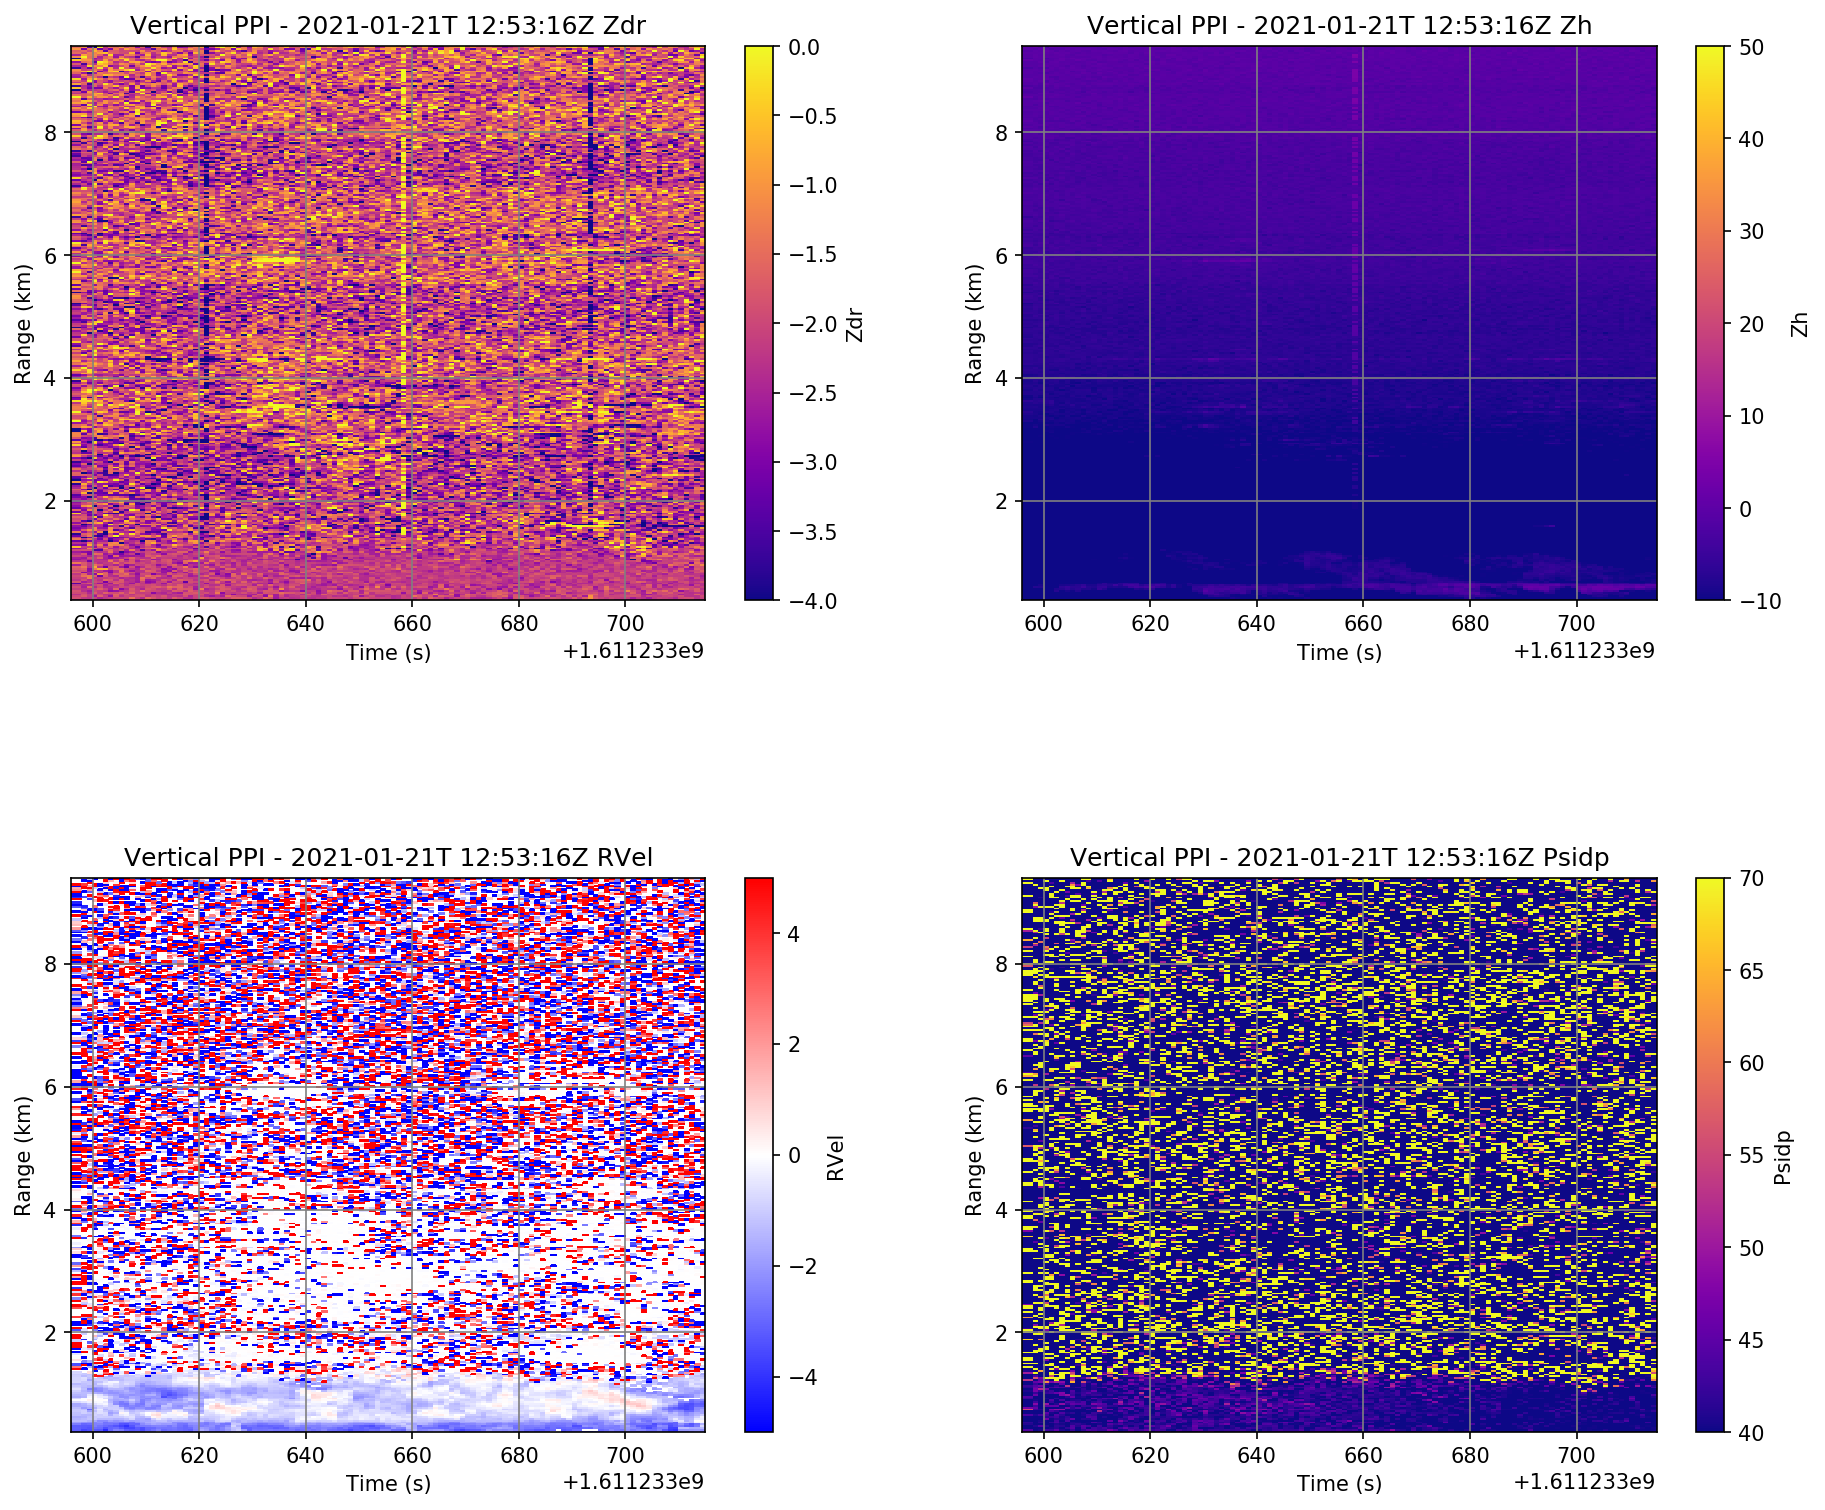 Vertical PPI - 2021-01-21T 12:53:16Z Zdr
8
6
4
2
Range (km)
600 620 640 660 680 700
Time (s)
+1.611233e9
0.0
−0.5
−1.0
−1.5
−2.0
−2.5
−3.0
−3.5
−4.0
Zdr
Vertical PPI - 2021-01-21T 12:53:16Z Zh
8
6
4
2
Range (km)
600 620 640 660 680 700
Time (s)
+1.611233e9
50
40
30
20
10
0
−10
Zh
Vertical PPI - 2021-01-21T 12:53:16Z RVel
8
6
4
2
Range (km)
600 620 640 660 680 700
Time (s)
+1.611233e9
4
2
0
−2
−4
RVel
Vertical PPI - 2021-01-21T 12:53:16Z Psidp
8
6
4
2
Range (km)
600 620 640 660 680 700
Time (s)
+1.611233e9
70
65
60
55
50
45
40
Psidp